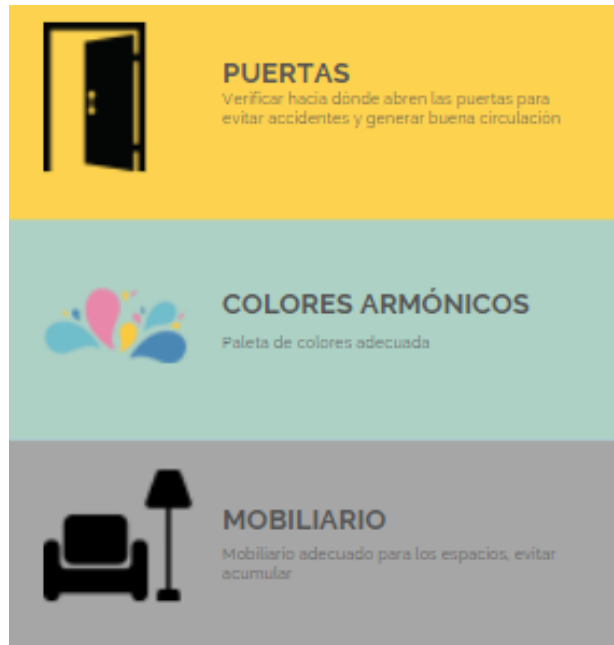 PUERTAS
Verificar hacia dónde abren las puertas para
evitar accidentes y generar buena circulación
COLORES ARMÓNICOS
Paleta de colores adecuada
MOBILIARIO
Mobiliario adecuado para los espacios, evitar
acumular